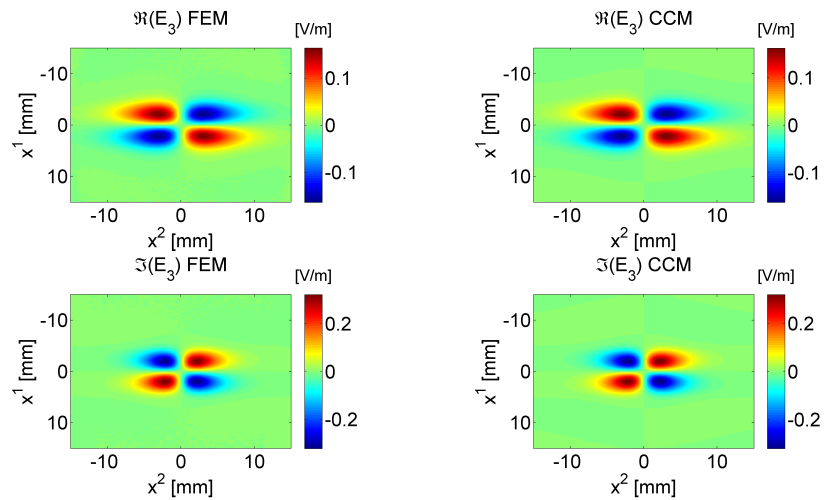 ℜ(E₃) FEM
[V/m]
-10
0
10
x¹ [mm]
-10 0 10
x² [mm]
0.1
0
-0.1
ℜ(E₃) CCM
[V/m]
-10
0
10
x¹ [mm]
-10 0 10
x² [mm]
0.1
0
-0.1
ℑ(E₃) FEM
[V/m]
-10
0
10
x¹ [mm]
-10 0 10
x² [mm]
0.2
0
-0.2
ℑ(E₃) CCM
[V/m]
-10
0
10
x¹ [mm]
-10 0 10
x² [mm]
0.2
0
-0.2